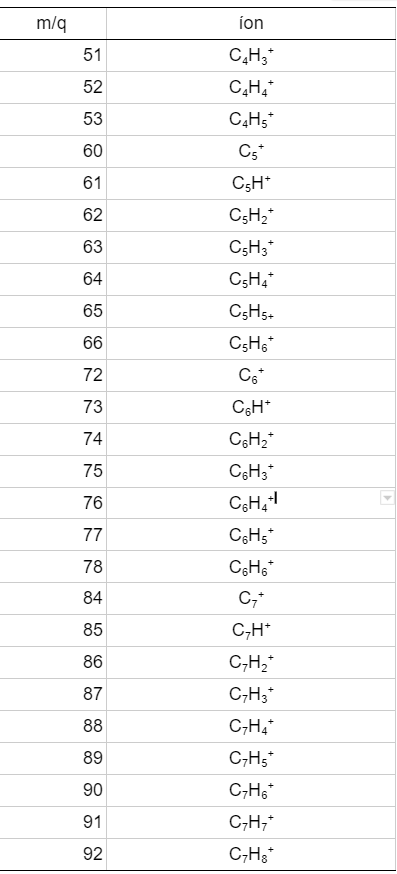 m/q íon
51 C₄H₃⁺
52 C₄H₄⁺
53 C₄H₅⁺
60 C₅⁺
61 C₅H⁺
62 C₅H₂⁺
63 C₅H₃⁺
64 C₅H₄⁺
65 C₅H₅₊
66 C₅H₆⁺
72 C₆⁺
73 C₆H⁺
74 C₆H₂⁺
75 C₆H₃⁺
76 C₆H₄⁺
77 C₆H₅⁺
78 C₆H₆⁺
84 C₇⁺
85 C₇H⁺
86 C₇H₂⁺
87 C₇H₃⁺
88 C₇H₄⁺
89 C₇H₅⁺
90 C₇H₆⁺
91 C₇H₇⁺
92 C₇H₈⁺